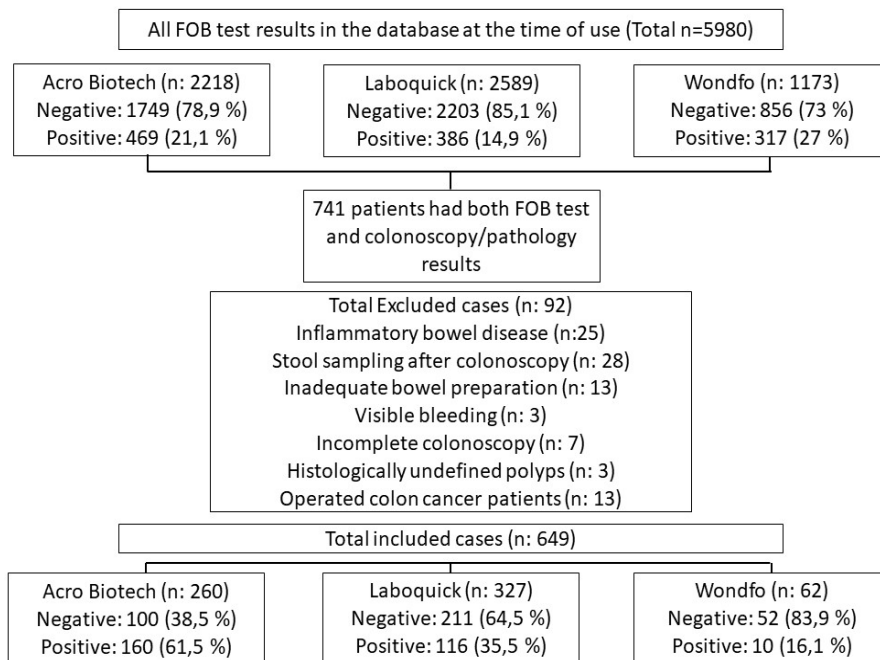 All FOB test results in the database at the time of use (Total n=5980)
Acro Biotech (n: 2218)
Negative: 1749 (78,9 %)
Positive: 469 (21,1 %)
Laboquick (n: 2589)
Negative: 2203 (85,1 %)
Positive: 386 (14,9 %)
Wondfo (n: 1173)
Negative: 856 (73 %)
Positive: 317 (27 %)
741 patients had both FOB test
and colonoscopy/pathology
results
Total Excluded cases (n: 92)
Inflammatory bowel disease (n:25)
Stool sampling after colonoscopy (n: 28)
Inadequate bowel preparation (n: 13)
Visible bleeding (n: 3)
Incomplete colonoscopy (n: 7)
Histologically undefined polyps (n: 3)
Operated colon cancer patients (n: 13)
Total included cases (n: 649)
Acro Biotech (n: 260)
Negative: 100 (38,5 %)
Positive: 160 (61,5 %)
Laboquick (n: 327)
Negative: 211 (64,5 %)
Positive: 116 (35,5 %)
Wondfo (n: 62)
Negative: 52 (83,9 %)
Positive: 10 (16,1 %)